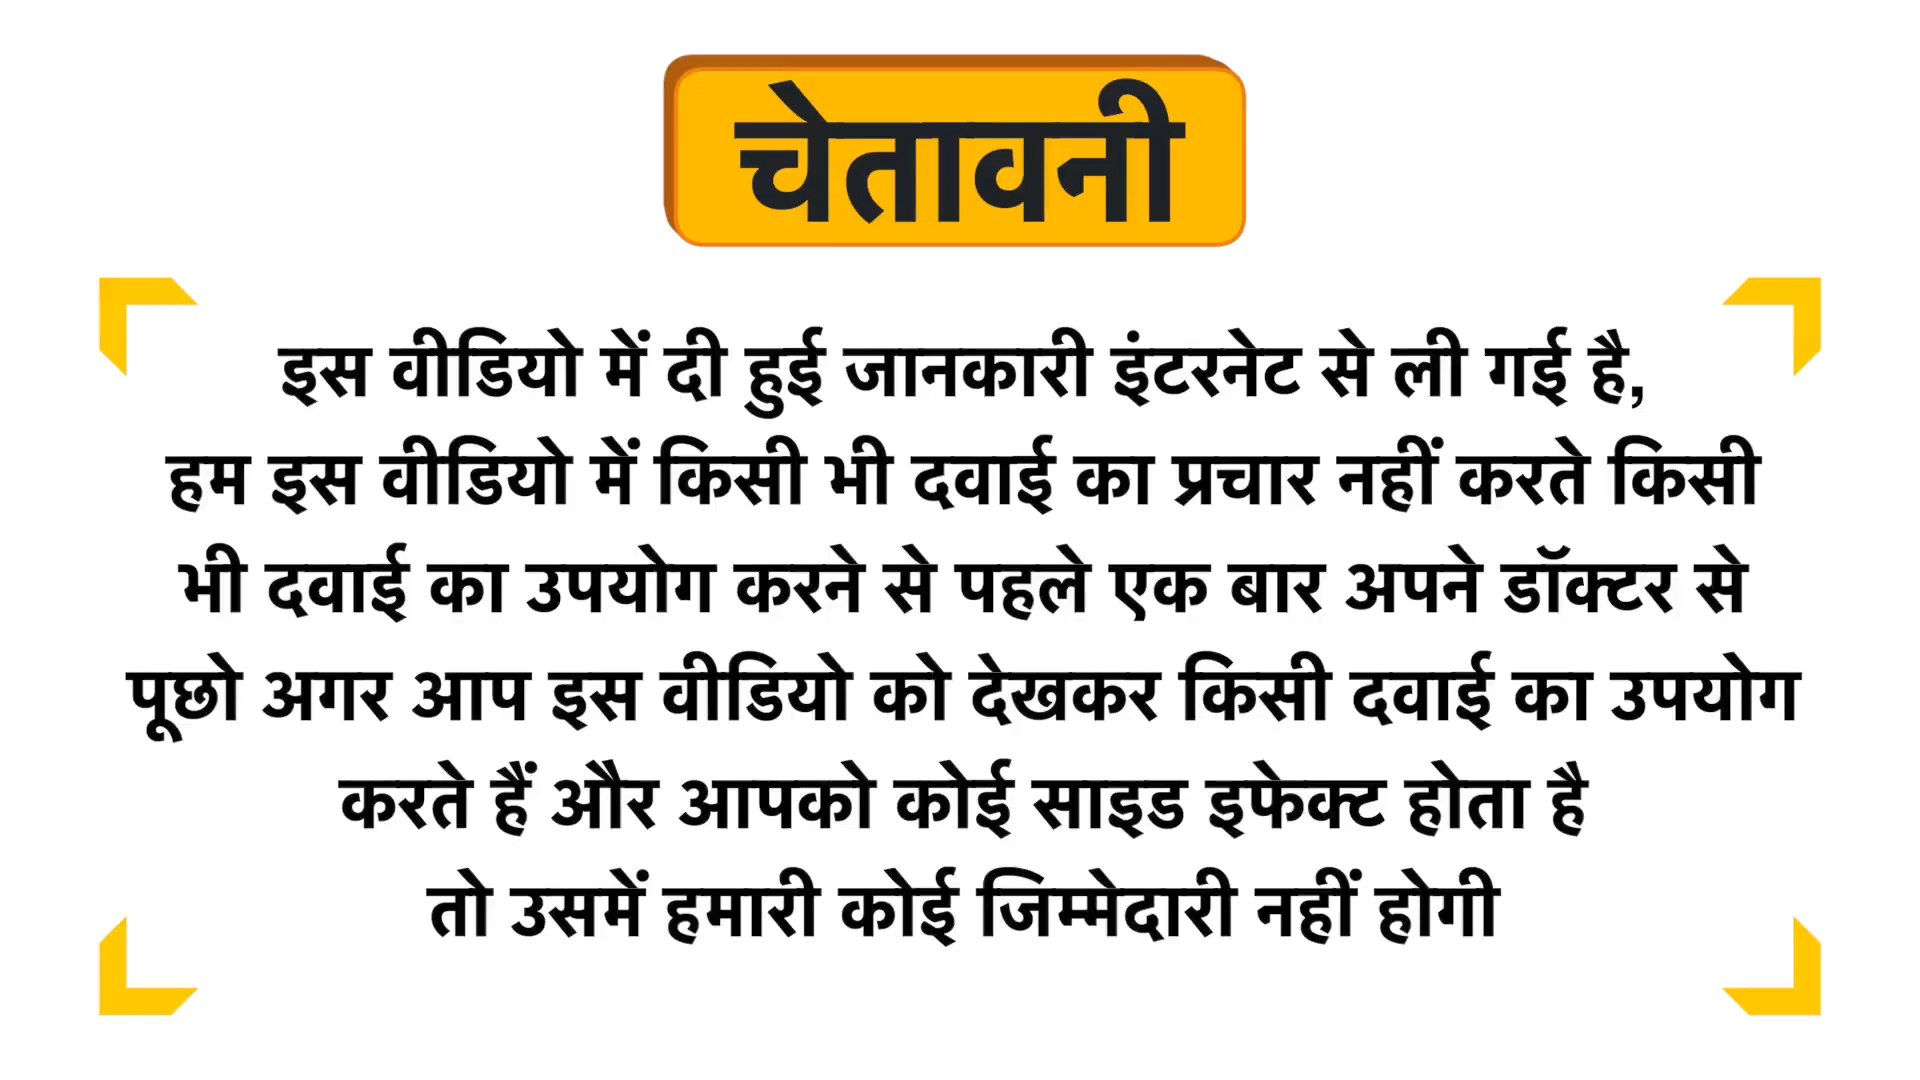 चेतावनी
इस वीडियो में दी हुई जानकारी इंटरनेट से ली गई है,
हम इस वीडियो में किसी भी दवाई का प्रचार नहीं करते किसी
भी दवाई का उपयोग करने से पहले एक बार अपने डॉक्टर से
पूछो अगर आप इस वीडियो को देखकर किसी दवाई का उपयोग
करते हैं और आपको कोई साइड इफेक्ट होता है
तो उसमें हमारी कोई जिम्मेदारी नहीं होगी